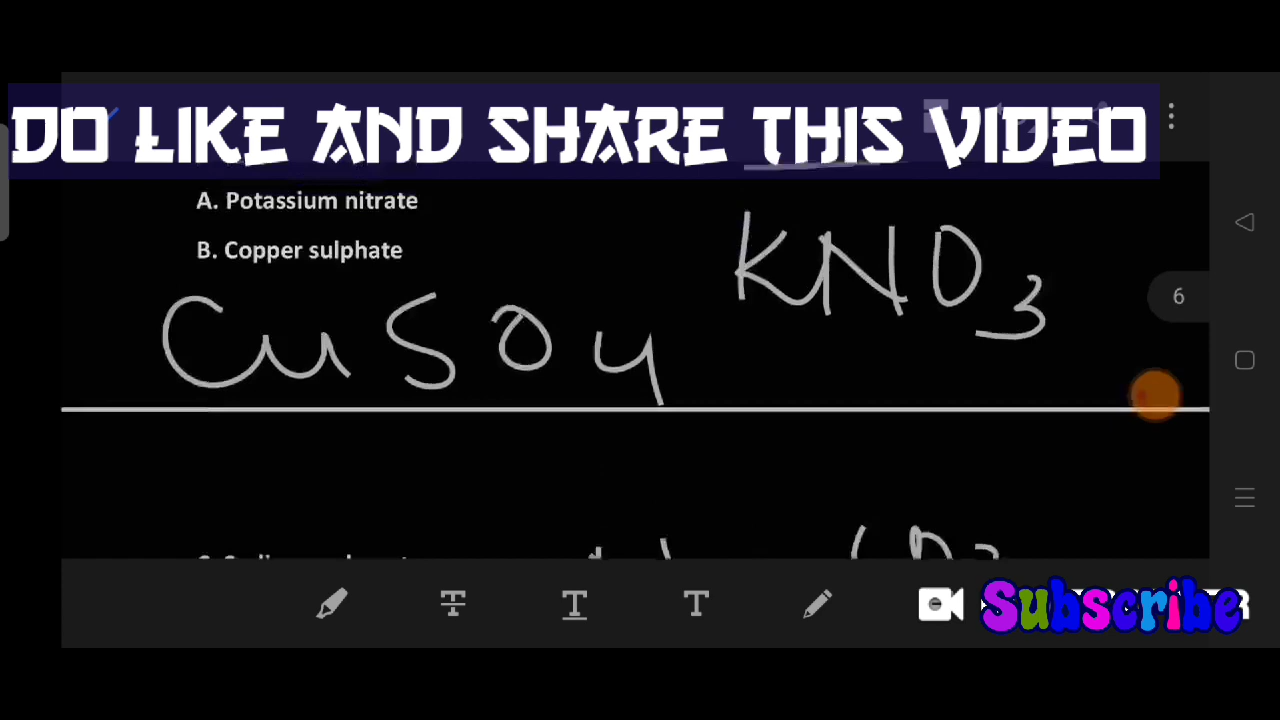 DO LIKE AND SHARE THIS VIDEO
A. Potassium nitrate
B. Copper sulphate
KNO3
CuSO4
6
Subscribe